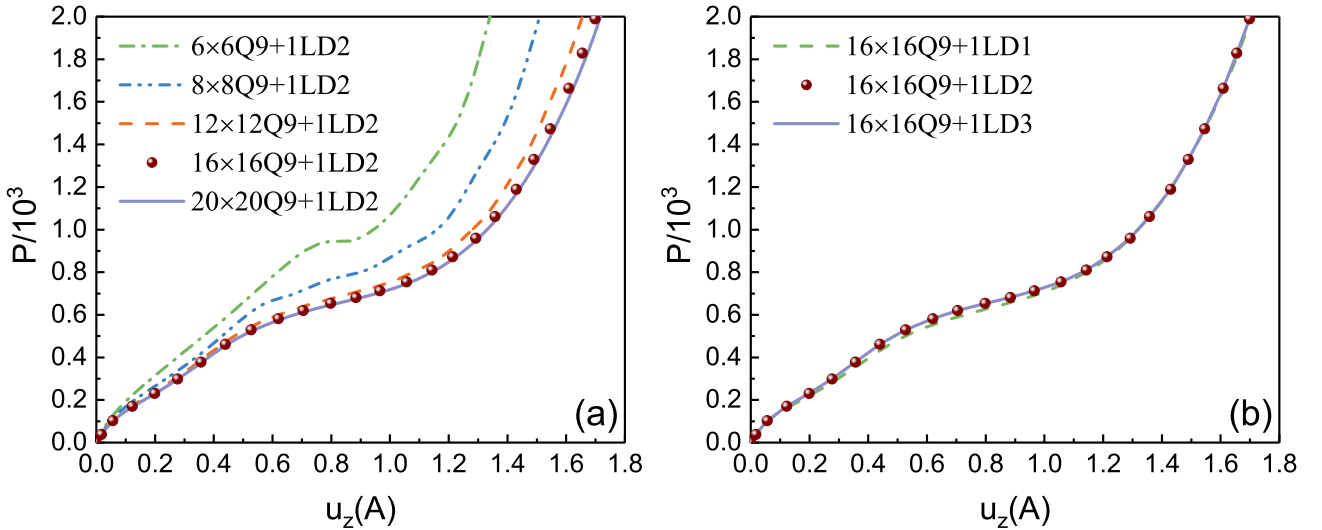 2.0
1.8
1.6
1.4
1.2
1.0
0.8
0.6
0.4
0.2
0.0
P/10³
6×6Q9+1LD2
8×8Q9+1LD2
12×12Q9+1LD2
16×16Q9+1LD2
20×20Q9+1LD2
(a)
0.0 0.2 0.4 0.6 0.8 1.0 1.2 1.4 1.6 1.8
u_z(A)
2.0
1.8
1.6
1.4
1.2
1.0
0.8
0.6
0.4
0.2
0.0
P/10³
16×16Q9+1LD1
16×16Q9+1LD2
16×16Q9+1LD3
(b)
0.0 0.2 0.4 0.6 0.8 1.0 1.2 1.4 1.6 1.8
u_z(A)